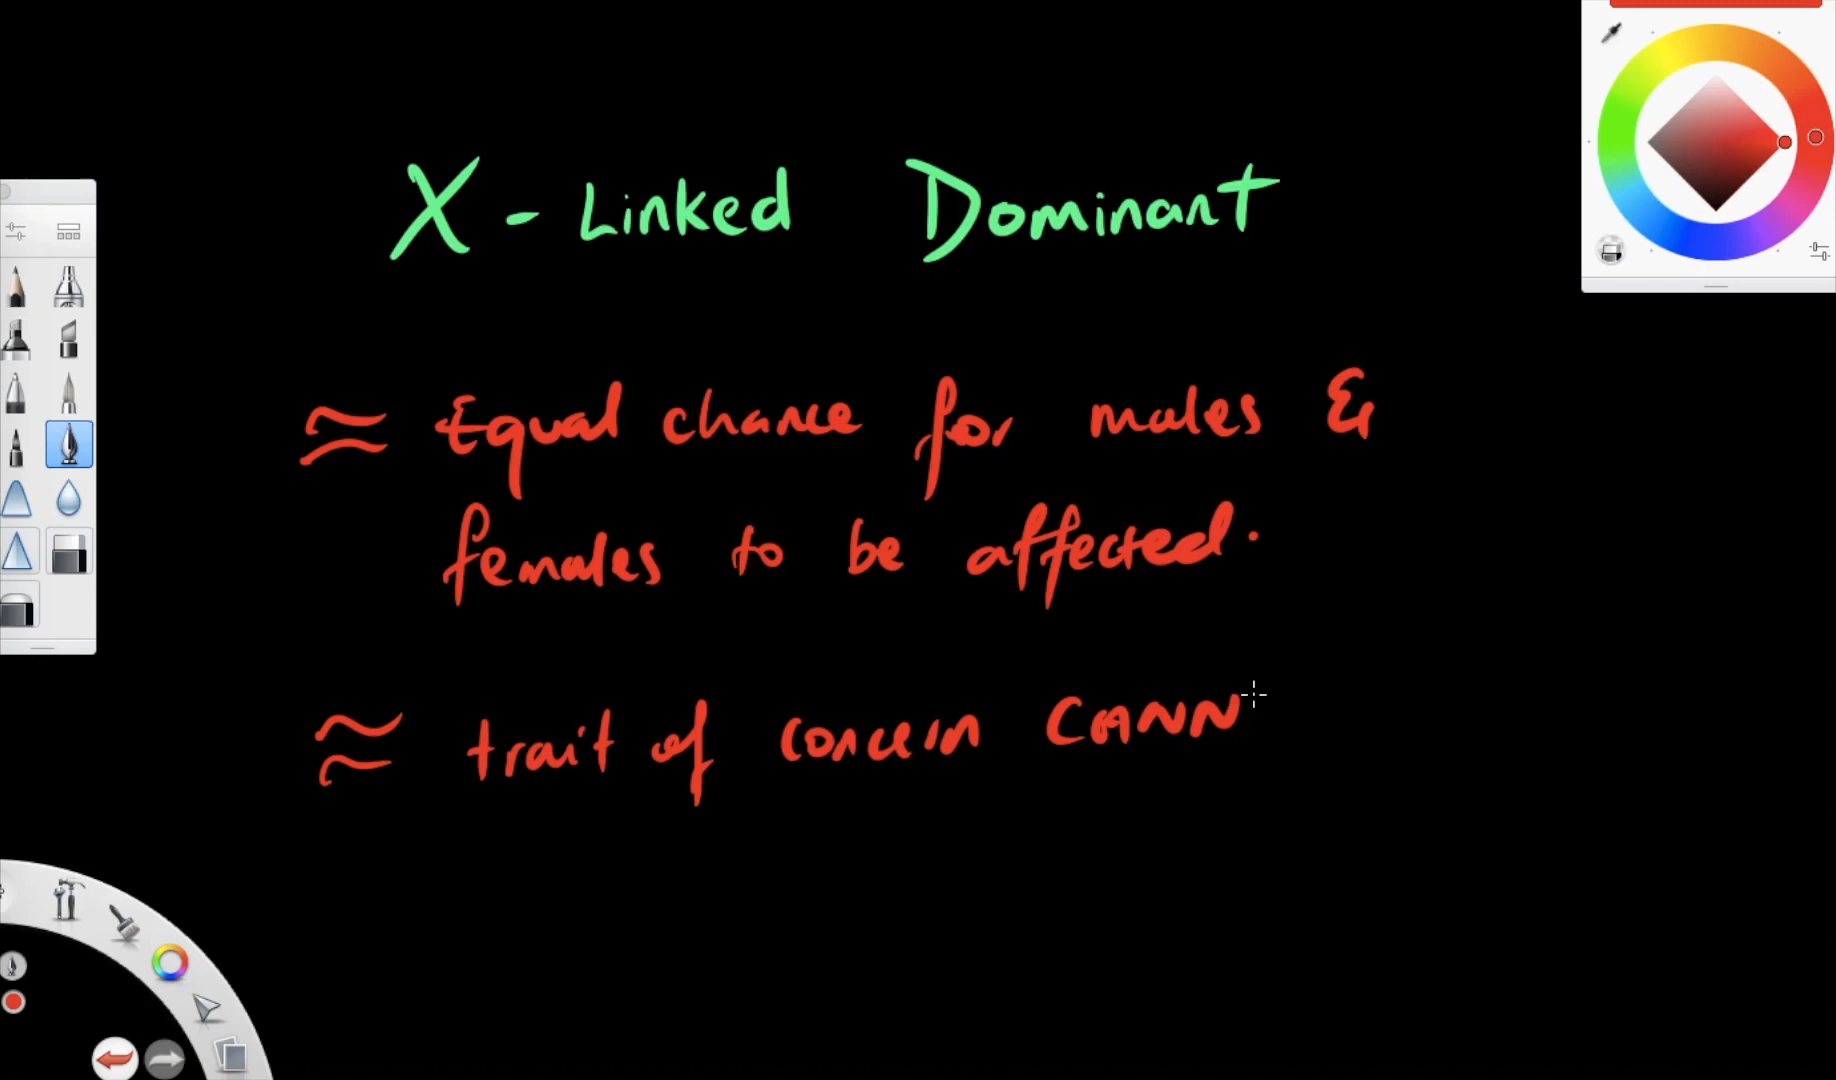 X - Linked Dominant
≈ Equal chance for males &
females to be affected.
≈ trait of concern CANN